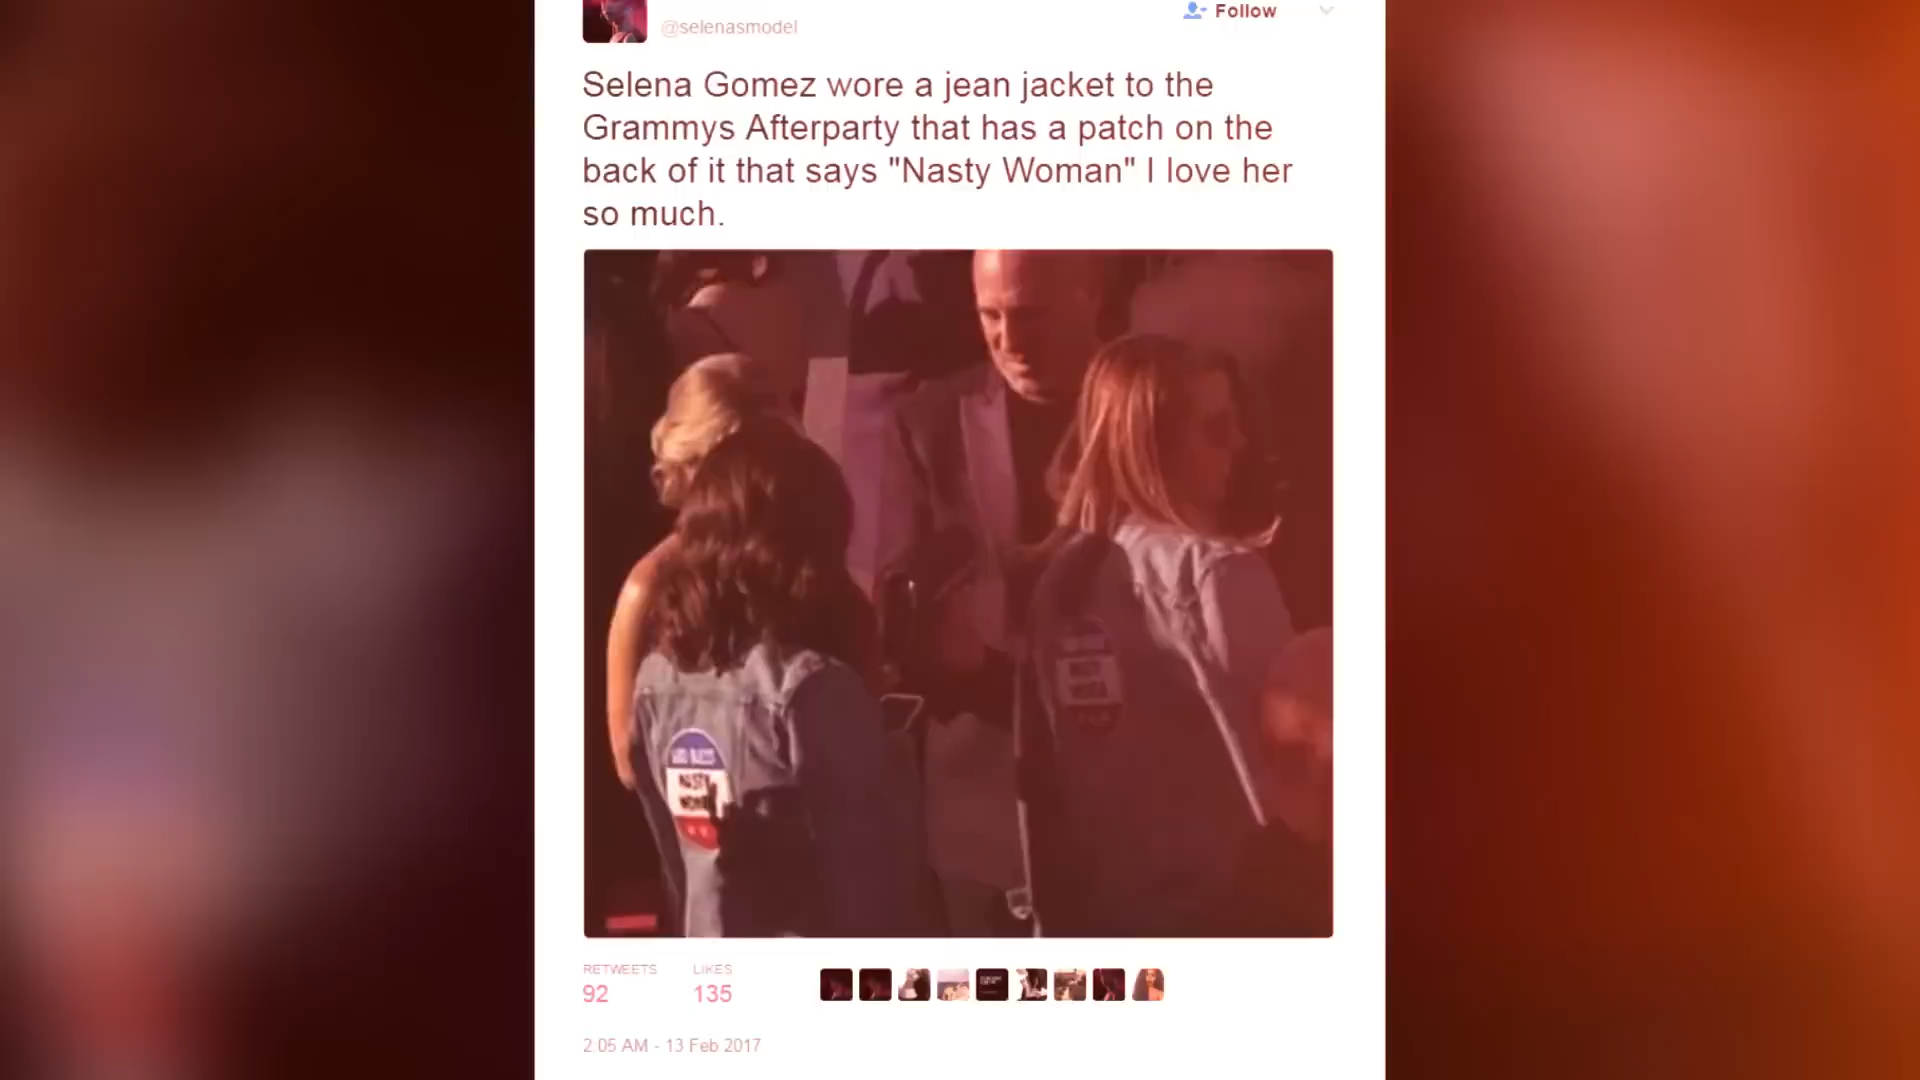 @selenasmodel
Follow
Selena Gomez wore a jean jacket to the
Grammys Afterparty that has a patch on the
back of it that says "Nasty Woman" I love her
so much.
NASTY
RETWEETS LIKES
92 135
2:05 AM - 13 Feb 2017